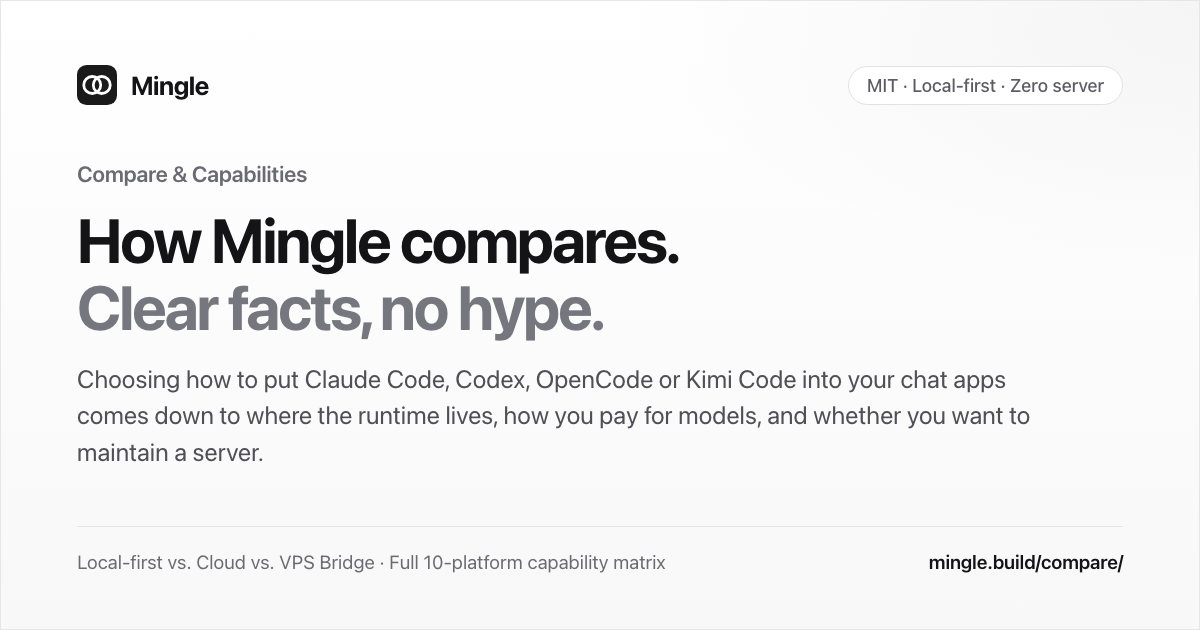 Mingle
MIT · Local-first · Zero server
Compare & Capabilities
How Mingle compares.
Clear facts, no hype.
Choosing how to put Claude Code, Codex, OpenCode or Kimi Code into your chat apps
comes down to where the runtime lives, how you pay for models, and whether you want to
maintain a server.
Local-first vs. Cloud vs. VPS Bridge · Full 10-platform capability matrix
mingle.build/compare/